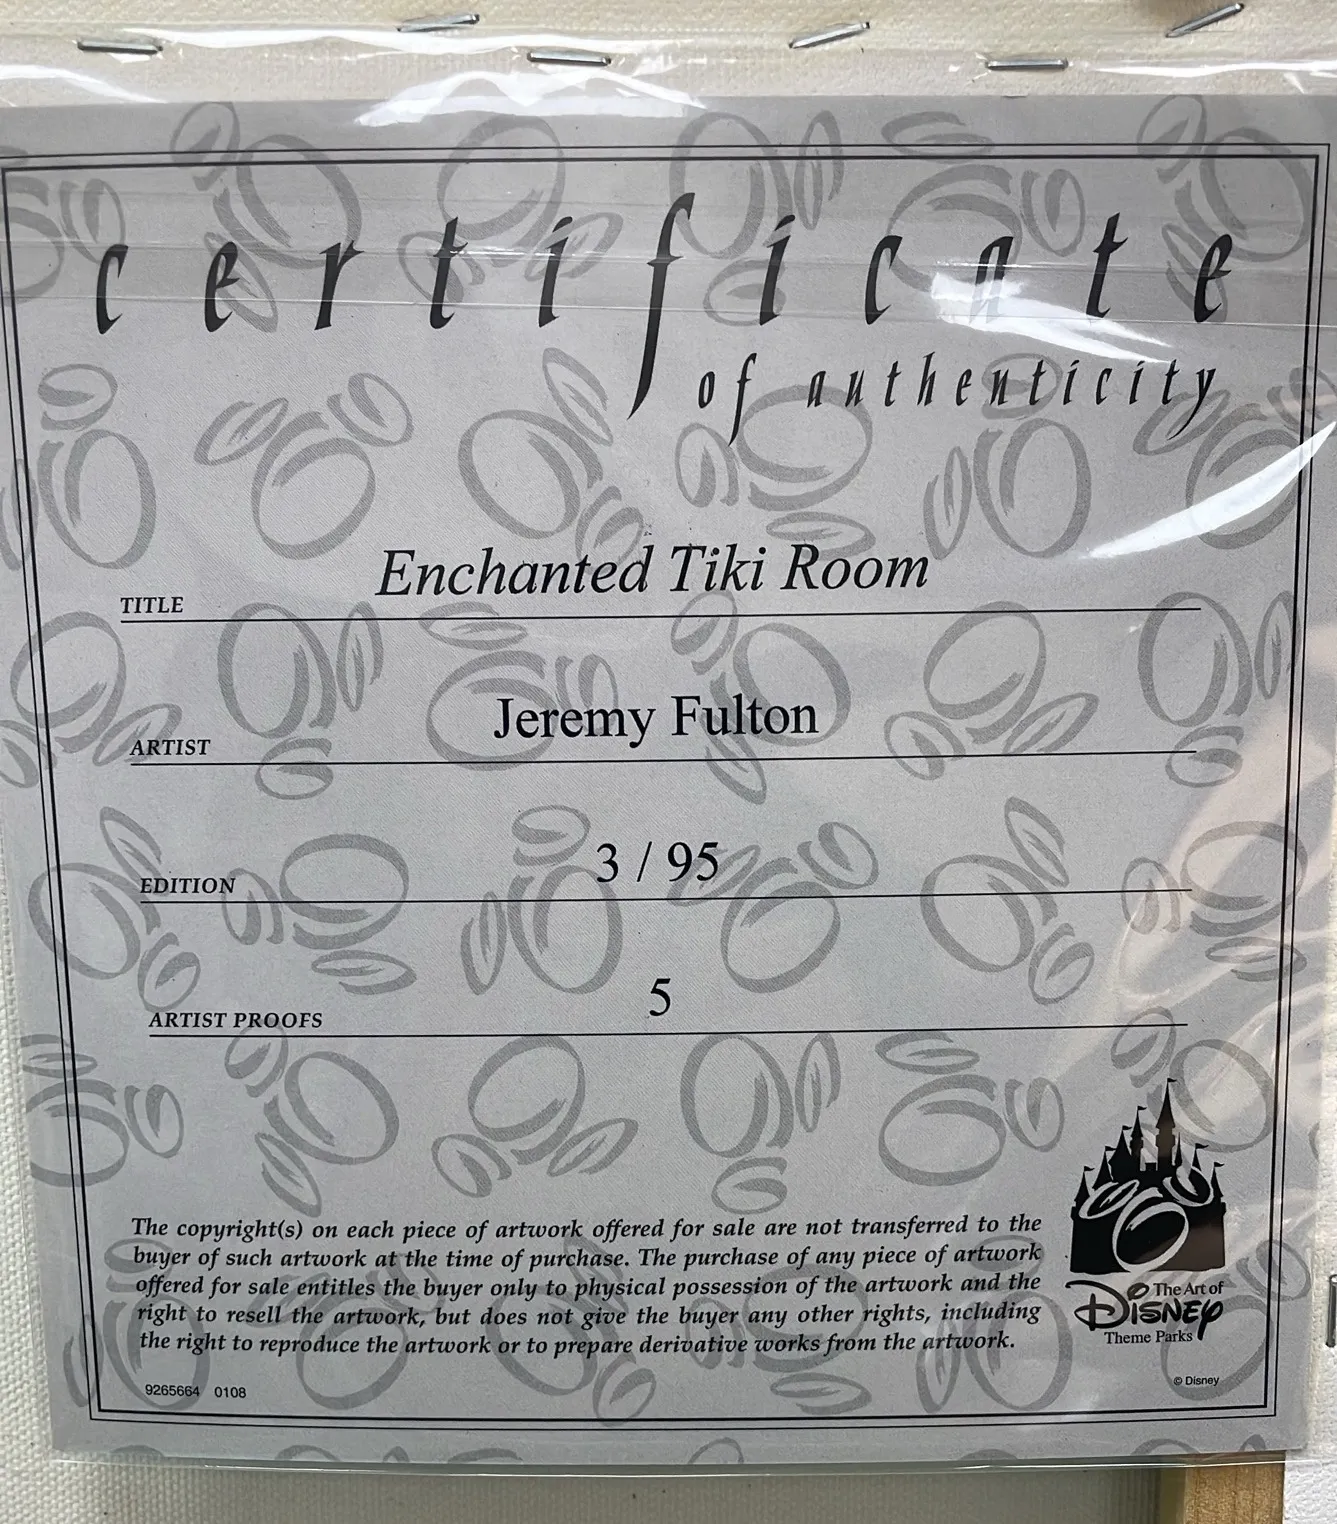 certificate
of authenticity
TITLE Enchanted Tiki Room
ARTIST Jeremy Fulton
EDITION 3 / 95
ARTIST PROOFS 5
The copyright(s) on each piece of artwork offered for sale are not transferred to the
buyer of such artwork at the time of purchase. The purchase of any piece of artwork
offered for sale entitles the buyer only to physical possession of the artwork and the
right to resell the artwork, but does not give the buyer any other rights, including
the right to reproduce the artwork or to prepare derivative works from the artwork.
The Art of
DISNEY
Theme Parks
9265664 0108
© Disney